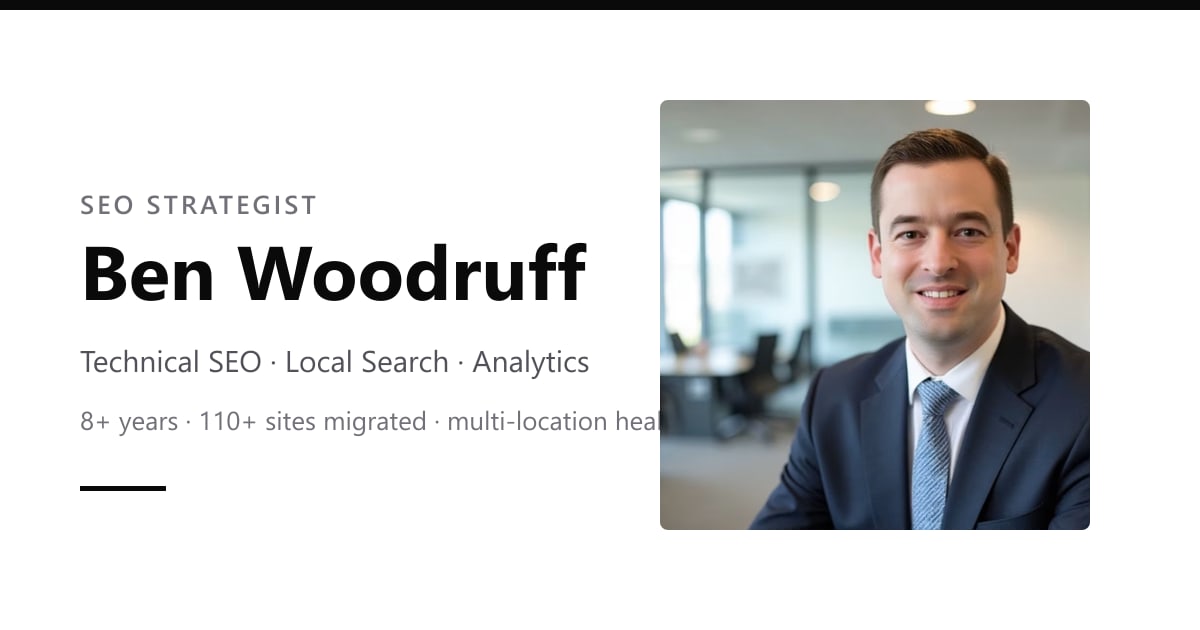 SEO STRATEGIST
Ben Woodruff
Technical SEO · Local Search · Analytics
8+ years · 110+ sites migrated · multi-location